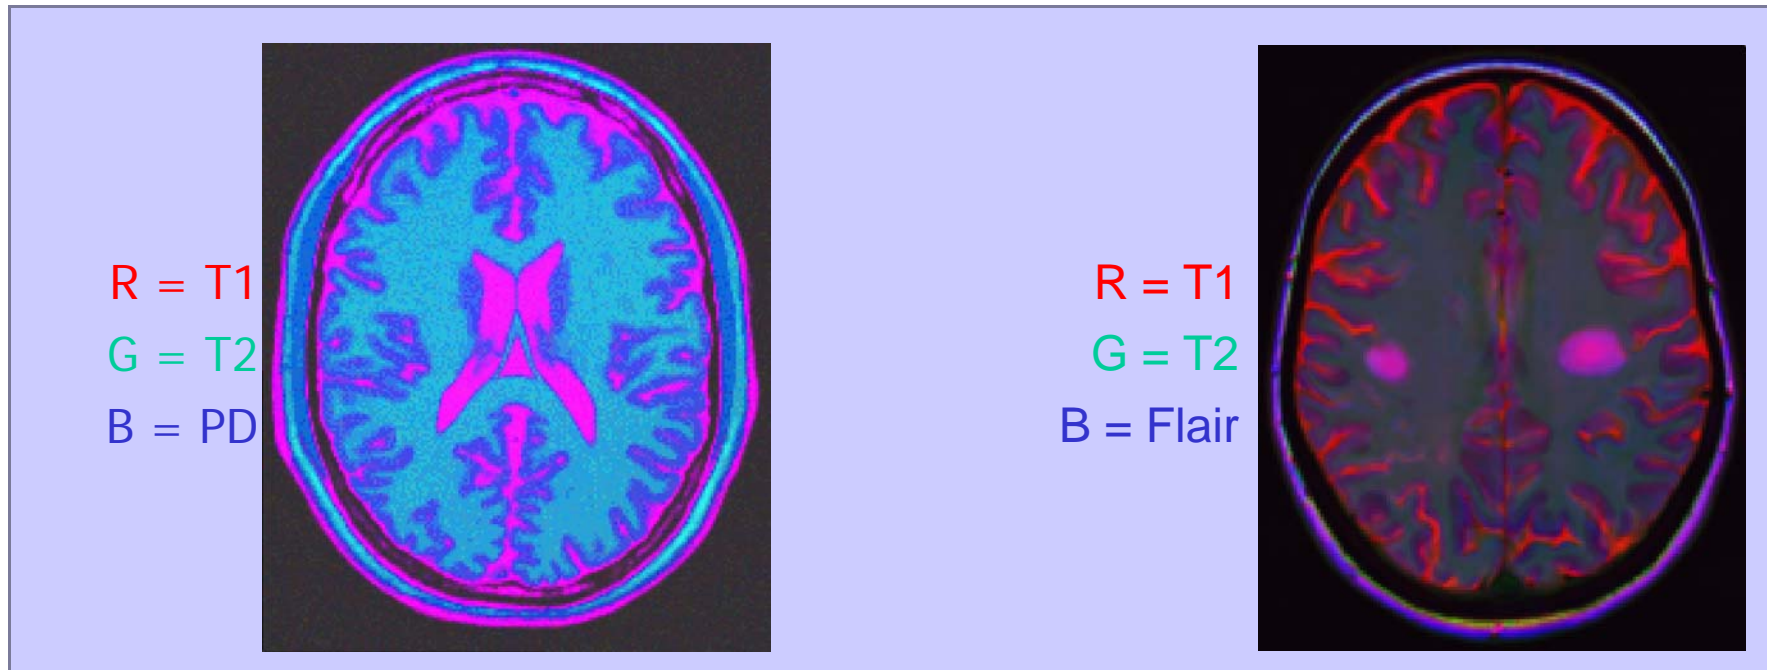 R = T1
G = T2
B = PD
R = T1
G = T2
B = Flair